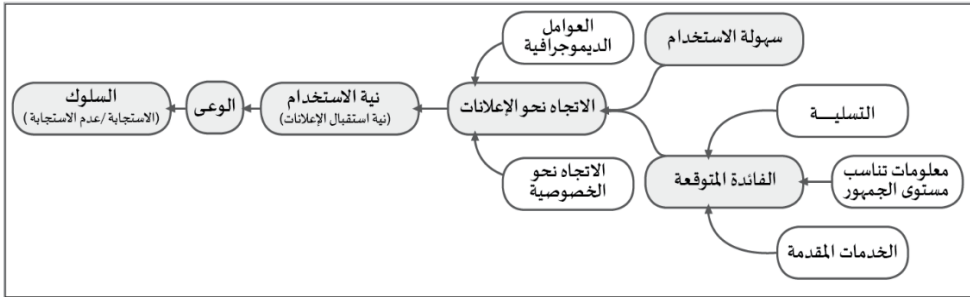 سهولة الاستخدام
العوامل
الديموجرافية
الاتجاه نحو الإعلانات
نية الاستخدام
(نية استقبال الإعلانات)
الوعى
السلوك
(الاستجابة /عدم الاستجابة )
التسليـــة
معلومات تناسب
مستوى الجمهور
الفائدة المتوقعة
الاتجاه نحو
الخصوصية
الخدمات المقدمة